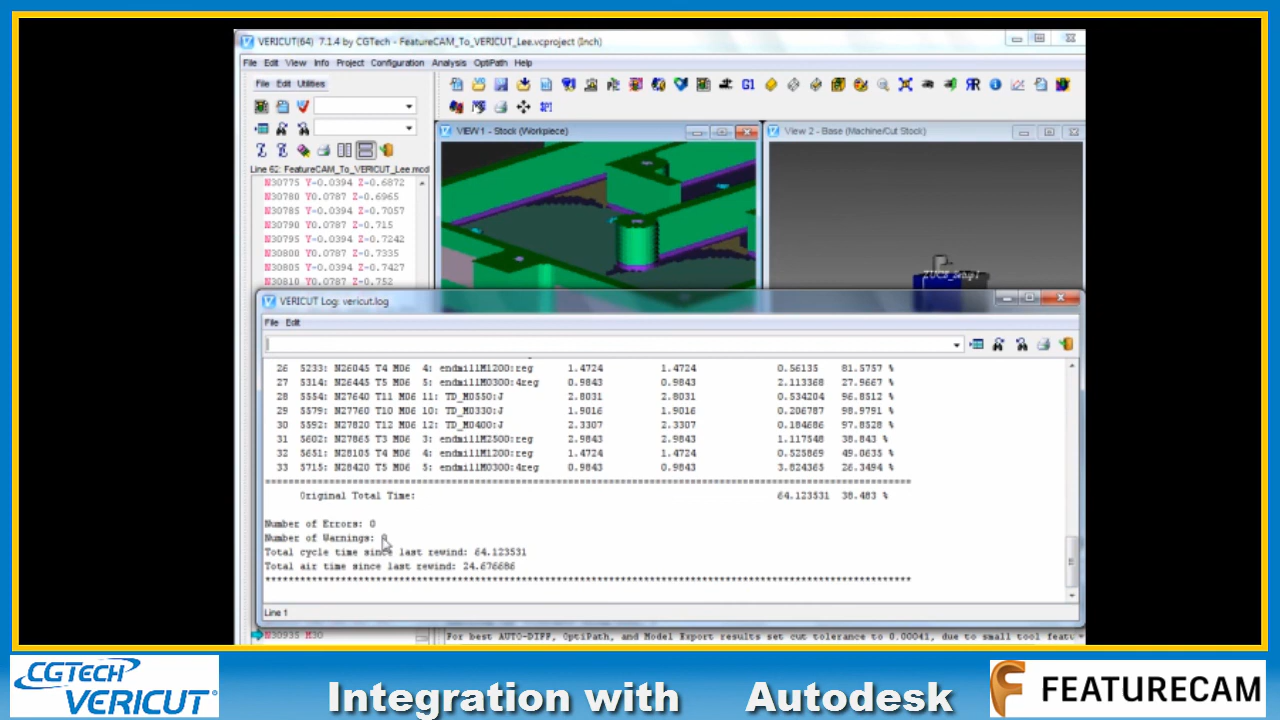 VERICUT(64) 7.1.4 by CGTech - FeatureCAM_To_VERICUT_Lee.vcproject (Inch)
File Edit View Info Project Configuration Analysis OptiPath Help
File Edit Utilities
G1
Line 62: FeatureCAM_To_VERICUT_Lee.mcd
N30775 Y-0.0394 Z-0.6872
N30780 Y0.0787 Z-0.6965
N30785 Y-0.0394 Z-0.7057
N30790 Y0.0787 Z-0.715
N30795 Y-0.0394 Z-0.7242
N30800 Y0.0787 Z-0.7335
N30805 Y-0.0394 Z-0.7427
N30810 Y0.0787 Z-0.752
VIEW 1 - Stock (Workpiece)
View 2 - Base (Machine/Cut Stock)
VERICUT Log: vericut.log
File Edit
26 5233: N26045 T4 M06 4: endmillM1200:reg 1.4724 1.4724 0.56135 81.5757 %
27 5314: N26445 T5 M06 5: endmillM0300:4reg 0.9843 0.9843 2.113368 27.9667 %
28 5554: N27640 T11 M06 11: TD_M0550:J 2.8031 2.8031 0.534204 96.8512 %
29 5579: N27760 T10 M06 10: TD_M0330:J 1.9016 1.9016 0.206787 98.9791 %
30 5592: N27820 T12 M06 12: TD_M0400:J 2.3307 2.3307 0.184686 97.8528 %
31 5602: N27865 T3 M06 3: endmillM2500:reg 2.9843 2.9843 1.117548 38.843 %
32 5651: N28105 T4 M06 4: endmillM1200:reg 1.4724 1.4724 0.525869 49.0635 %
33 5715: N28420 T5 M06 5: endmillM0300:4reg 0.9843 0.9843 3.824365 26.3494 %
Original Total Time: 64.123531 38.483 %
Number of Errors: 0
Number of Warnings: 0
Total cycle time since last rewind: 64.123531
Total air time since last rewind: 24.676686
Line 1
N30935 M30
For best AUTO-DIFF, OptiPath, and Model Export results set cut tolerance to 0.00041, due to small tool featu
CGTECH
VERICUT
Integration with Autodesk
FEATURECAM